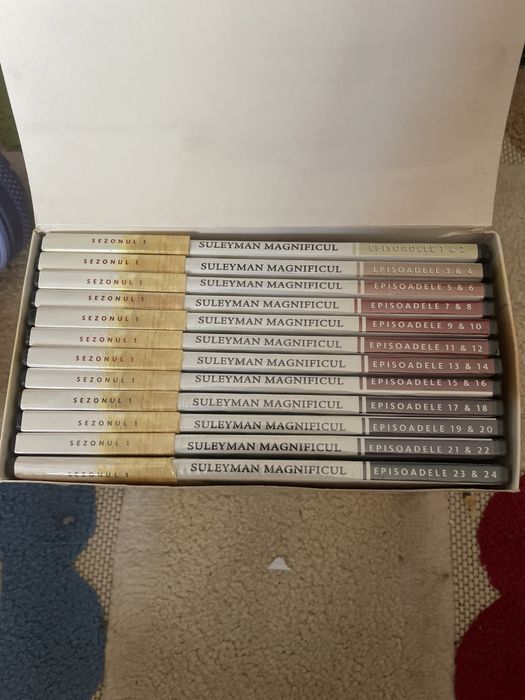 SEZONUL 1 SULEYMAN MAGNIFICUL EPISOADELE 1 & 2
SEZONUL 1 SULEYMAN MAGNIFICUL EPISOADELE 3 & 4
SEZONUL 1 SULEYMAN MAGNIFICUL EPISOADELE 5 & 6
SEZONUL 1 SULEYMAN MAGNIFICUL EPISOADELE 7 & 8
SEZONUL 1 SULEYMAN MAGNIFICUL EPISOADELE 9 & 10
SEZONUL 1 SULEYMAN MAGNIFICUL EPISOADELE 11 & 12
SEZONUL 1 SULEYMAN MAGNIFICUL EPISOADELE 13 & 14
SEZONUL 1 SULEYMAN MAGNIFICUL EPISOADELE 15 & 16
SEZONUL 1 SULEYMAN MAGNIFICUL EPISOADELE 17 & 18
SEZONUL 1 SULEYMAN MAGNIFICUL EPISOADELE 19 & 20
SEZONUL 1 SULEYMAN MAGNIFICUL EPISOADELE 21 & 22
SEZONUL 1 SULEYMAN MAGNIFICUL EPISOADELE 23 & 24